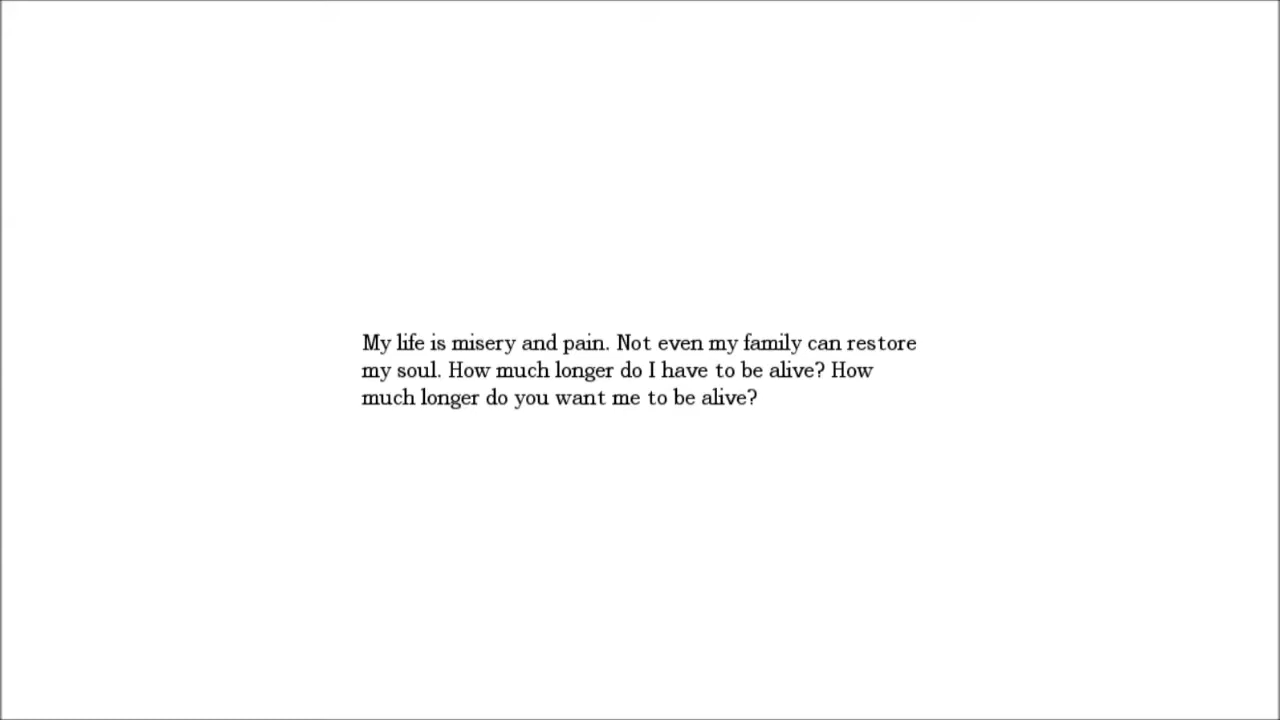 My life is misery and pain. Not even my family can restore
my soul. How much longer do I have to be alive? How
much longer do you want me to be alive?